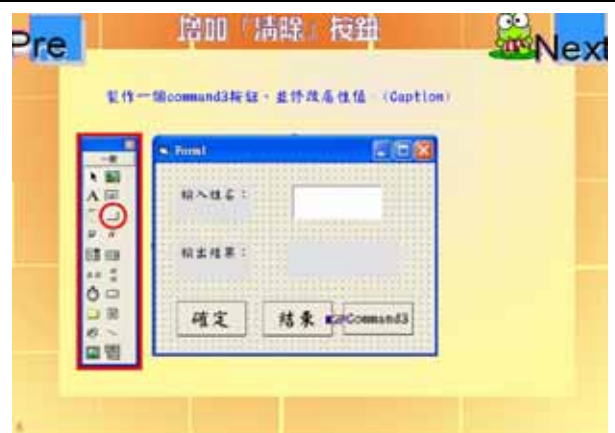 增加「清除」按鈕
Pre
Next
製作一個command3按鈕，並修改屬性值 (Caption)
一般
Form1
輸入姓名：
輸出結果：
確定
結束
Command3